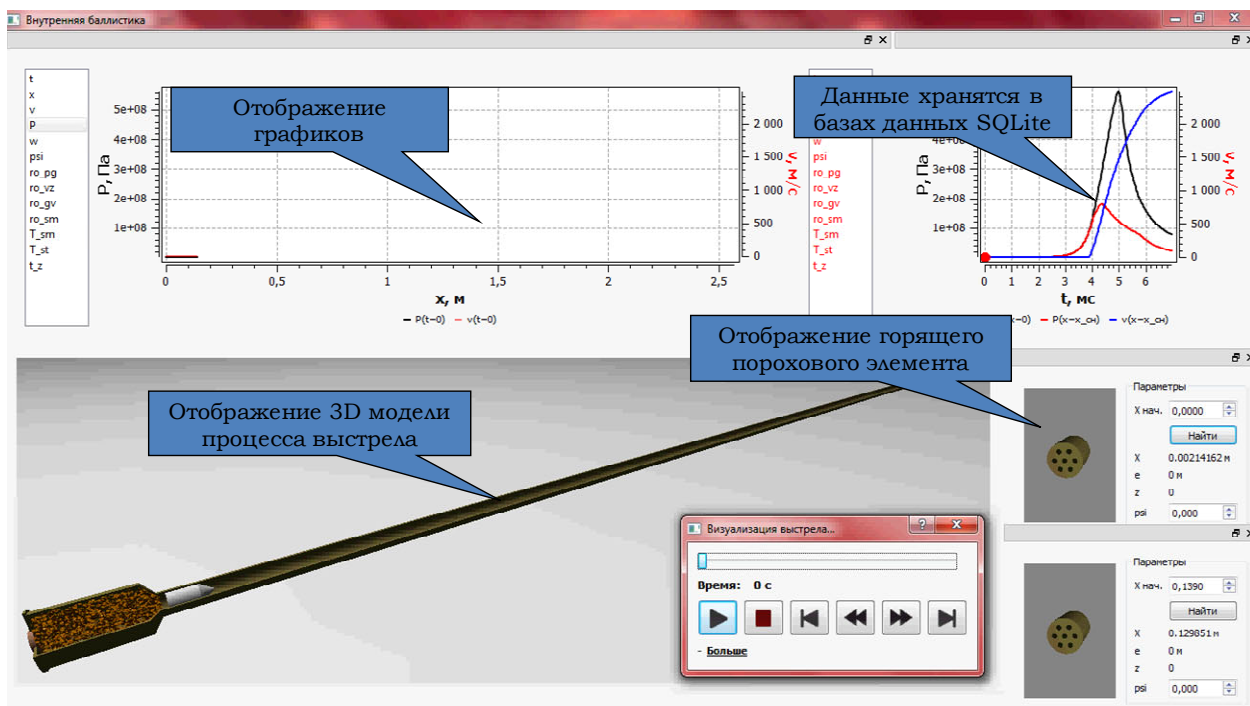 Внутренняя баллистика
t
x
v
p
w
psi
ro_pg
ro_vz
ro_gv
ro_sm
T_sm
T_st
t_z
P, Па
5e+08
4e+08
3e+08
2e+08
1e+08
Отображение
графиков
2 000
1 500
1 000
500
0
v, м/с
0
0,5
1
1,5
2
2,5
x, м
P(t=0)
v(t=0)
w
psi
ro_pg
ro_vz
ro_gv
ro_sm
T_sm
T_st
t_z
Данные хранятся в
базах данных SQLite
P, Па
4e+08
3e+08
2e+08
1e+08
2 000
1 500
1 000
500
0
v, м/с
0 1 2 3 4 5 6
t, мс
x=0)
P(x=x_сн)
v(x=x_сн)
Отображение горящего
порохового элемента
Отображение 3D модели
процесса выстрела
Параметры
X нач. 0,0000
Найти
X 0.00214162 м
e 0 м
z 0
psi 0,000
Визуализация выстрела...
Время: 0 с
- Больше
Параметры
X нач. 0,1390
Найти
X 0.129851 м
e 0 м
z 0
psi 0,000